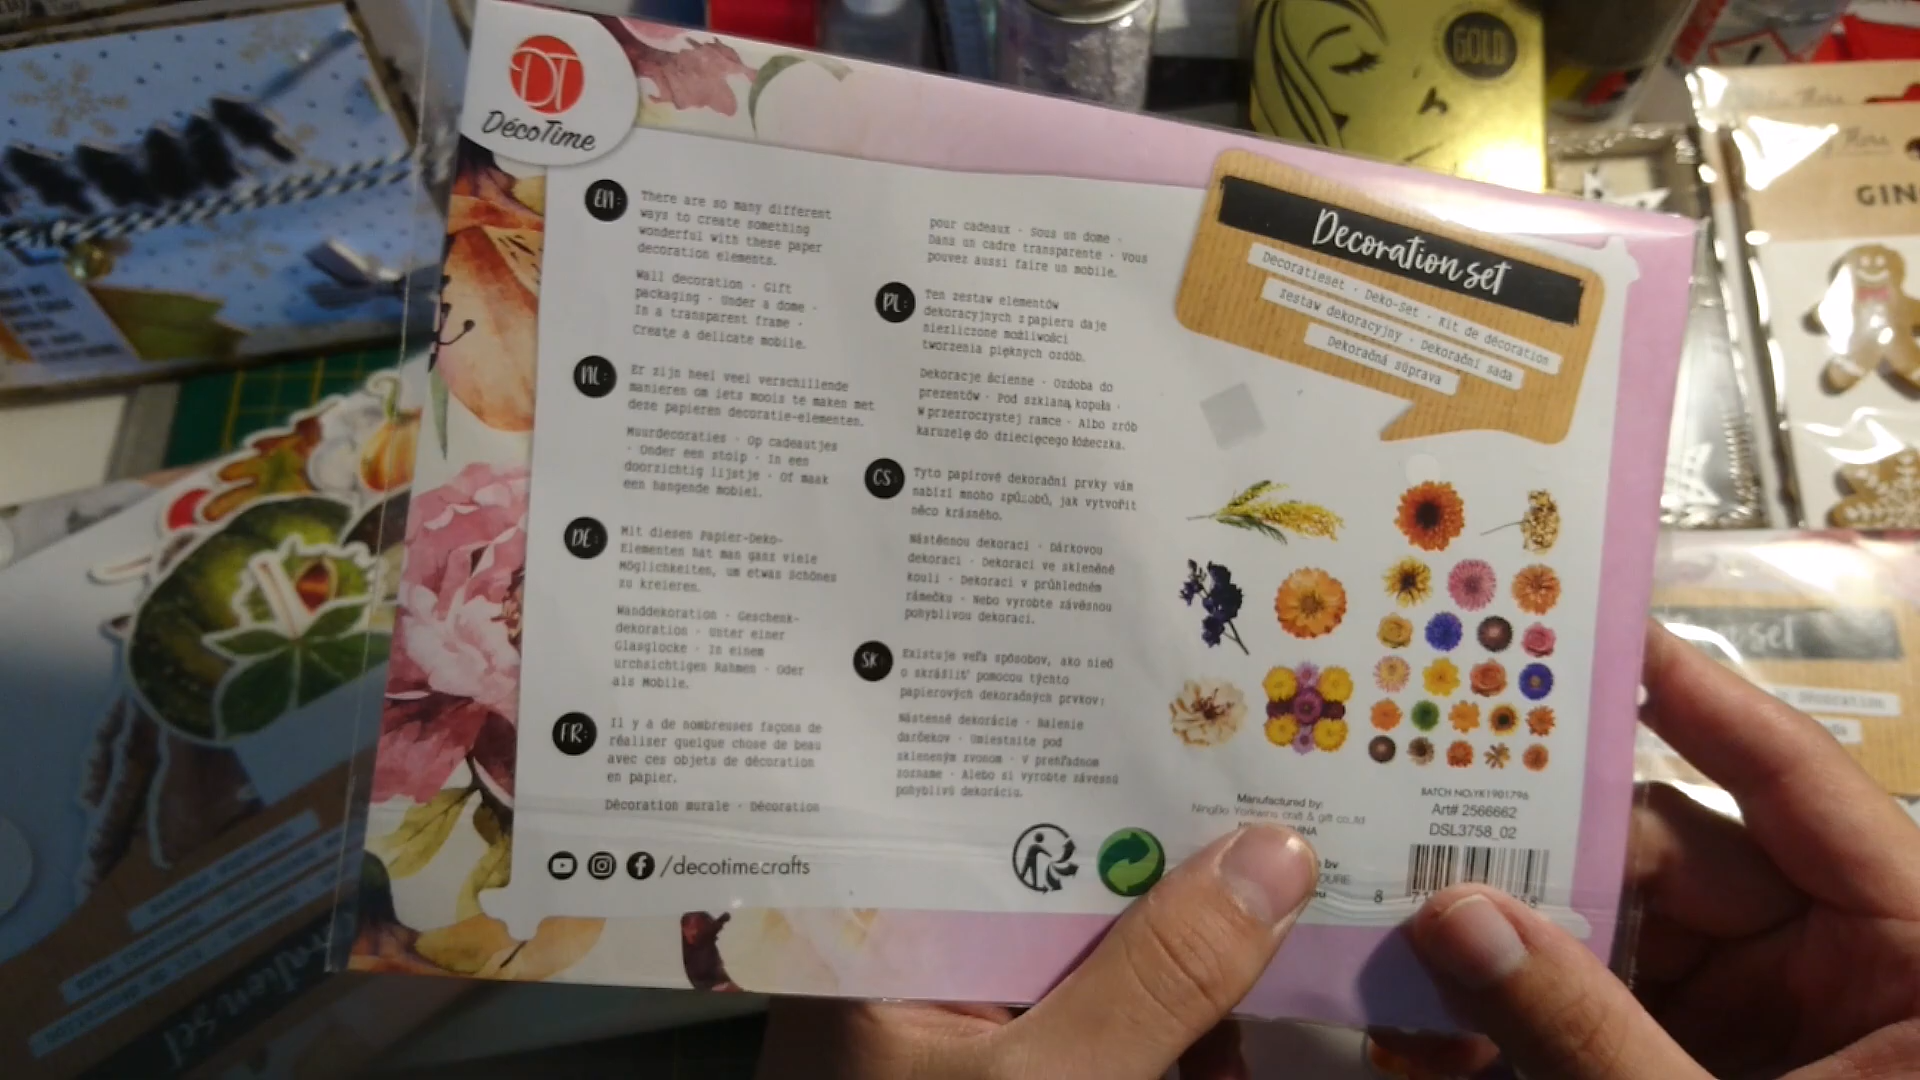 DT
DécoTime
EN:
There are so many different
ways to create something
wonderful with these paper
decoration elements.
Wall decoration · Gift
packaging · Under a dome ·
In a transparent frame ·
Create a delicate mobile.
NL:
Er zijn heel veel verschillende
manieren om iets moois te maken met
deze papieren decoratie-elementen.
Muurdecoraties · Op cadeautjes
· Onder een stolp · In een
doorzichtig lijstje · Of maak
een hangende mobiel.
DE:
Mit diesen Papier-Deko-
Elementen hat man ganz viele
Möglichkeiten, um etwas Schönes
zu kreieren.
Wanddekoration · Geschenk-
dekoration · Unter einer
Glasglocke · In einem
urchsichtigen Rahmen · Oder
als Mobile.
FR:
Il y a de nombreuses façons de
réaliser quelque chose de beau
avec ces objets de décoration
en papier.
Décoration murale · Décoration
pour cadeaux · Sous un dome ·
Dans un cadre transparente · Vous
pouvez aussi faire un mobile.
PL:
Ten zestaw elementów
dekoracyjnych z papieru daje
niezliczone możliwości
tworzenia pięknych ozdób.
Dekoracje ścienne · Ozdoba do
prezentów · Pod szklaną kopułą ·
W przezroczystej ramce · Albo zrób
karuzelę do dziecięcego łóżeczka.
CS
Tyto papírové dekorační prvky vám
nabízí mnoho způsobů, jak vytvořit
něco krásného.
Nástěnnou dekoraci · Dárkovou
dekoraci · Dekoraci ve skleněné
kouli · Dekoraci v průhledném
rámečku · Nebo vyrobte závěsnou
pohyblivou dekoraci.
SK
Existuje veľa spôsobov, ako niečo
skrášliť pomocou týchto
papierových dekoračných prvkov:
Nástenné dekorácie · Balenie
darčekov · Umiestnite pod
skleneným zvonom · V priehľadnom
· Alebo si vyrobte závesnú
pohyblivú dekoráciu.
/decotimecrafts
Decoration set
Decoratieset · Deko-Set · Kit de décoration
Zestaw dekoracyjny · Dekorační sada
Dekoračná súprava
Manufactured by:
NingBo Yorkwins craft & gift co.,ltd
BATCH NO:YK1901796
Art# 2566662
DSL3758_02
8
GOLD
GIN